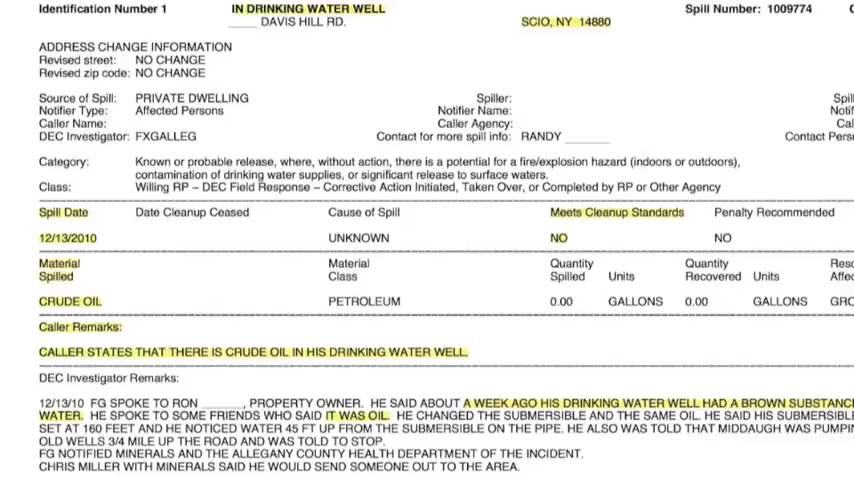 Identification Number 1 IN DRINKING WATER WELL Spill Number: 1009774
_____ DAVIS HILL RD. SCIO, NY 14880
ADDRESS CHANGE INFORMATION
Revised street: NO CHANGE
Revised zip code: NO CHANGE
Source of Spill: PRIVATE DWELLING Spiller: Spil
Notifier Type: Affected Persons Notifier Name: Notif
Caller Name: Caller Agency: Cal
DEC Investigator: FXGALLEG Contact for more spill info: RANDY _______ Contact Perso
Category: Known or probable release, where, without action, there is a potential for a fire/explosion hazard (indoors or outdoors),
contamination of drinking water supplies, or significant release to surface waters.
Class: Willing RP – DEC Field Response – Corrective Action Initiated, Taken Over, or Completed by RP or Other Agency
Spill Date Date Cleanup Ceased Cause of Spill Meets Cleanup Standards Penalty Recommended
12/13/2010 UNKNOWN NO NO
Material Material Quantity Quantity Reso
Spilled Class Spilled Units Recovered Units Affec
CRUDE OIL PETROLEUM 0.00 GALLONS 0.00 GALLONS GRO
Caller Remarks:
CALLER STATES THAT THERE IS CRUDE OIL IN HIS DRINKING WATER WELL.
DEC Investigator Remarks:
12/13/10 FG SPOKE TO RON _______, PROPERTY OWNER. HE SAID ABOUT A WEEK AGO HIS DRINKING WATER WELL HAD A BROWN SUBSTANCE
WATER. HE SPOKE TO SOME FRIENDS WHO SAID IT WAS OIL. HE CHANGED THE SUBMERSIBLE AND THE SAME OIL. HE SAID HIS SUBMERSIBLE
SET AT 160 FEET AND HE NOTICED WATER 45 FT UP FROM THE SUBMERSIBLE ON THE PIPE. HE ALSO WAS TOLD THAT MIDDAUGH WAS PUMPIN
OLD WELLS 3/4 MILE UP THE ROAD AND WAS TOLD TO STOP.
FG NOTIFIED MINERALS AND THE ALLEGANY COUNTY HEALTH DEPARTMENT OF THE INCIDENT.
CHRIS MILLER WITH MINERALS SAID HE WOULD SEND SOMEONE OUT TO THE AREA.